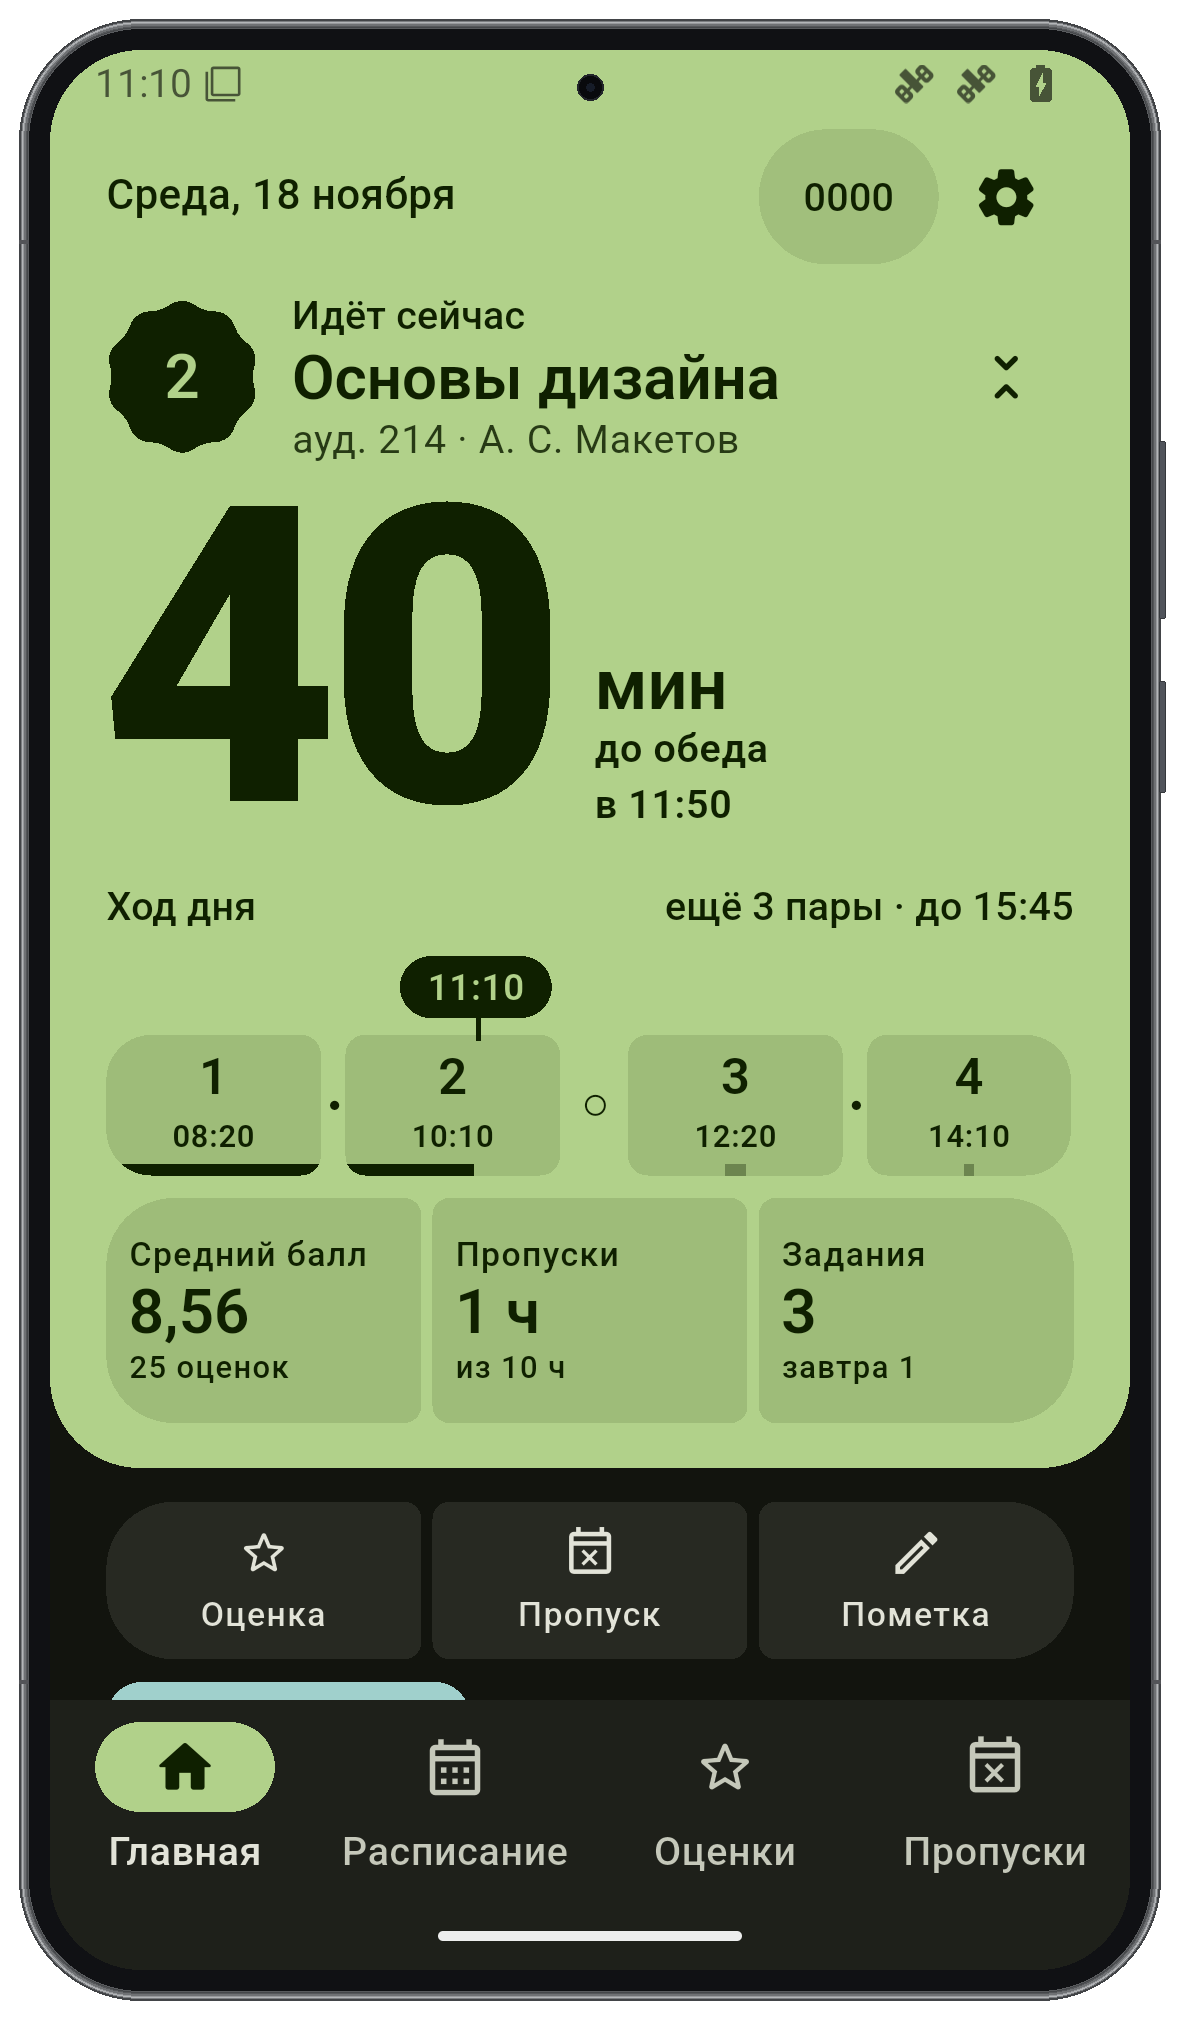 11:10
Среда, 18 ноября
0000
2
Идёт сейчас
Основы дизайна
ауд. 214 · А. С. Макетов
40
мин
до обеда
в 11:50
Ход дня
ещё 3 пары · до 15:45
11:10
1
08:20
2
10:10
3
12:20
4
14:10
Средний балл
8,56
25 оценок
Пропуски
1 ч
из 10 ч
Задания
3
завтра 1
Оценка
Пропуск
Пометка
Главная
Расписание
Оценки
Пропуски